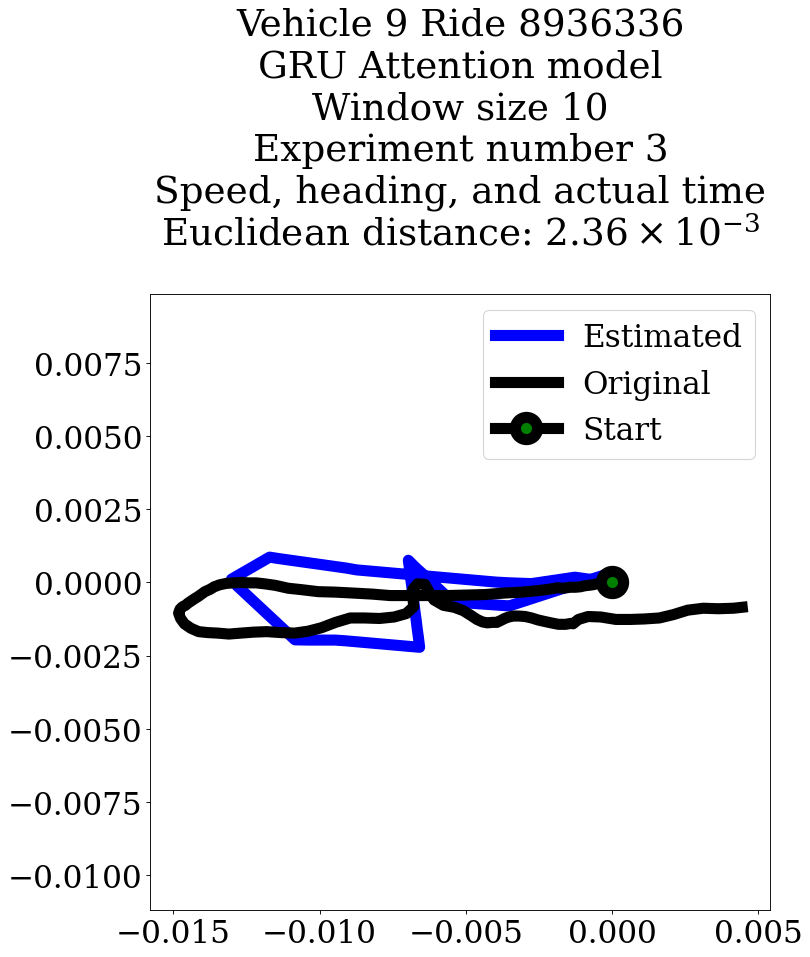 Vehicle 9 Ride 8936336
GRU Attention model
Window size 10
Experiment number 3
Speed, heading, and actual time
Euclidean distance: 2.36 × 10⁻³
Estimated
Original
Start
0.0075
0.0050
0.0025
0.0000
−0.0025
−0.0050
−0.0075
−0.0100
−0.015 −0.010 −0.005 0.000 0.005